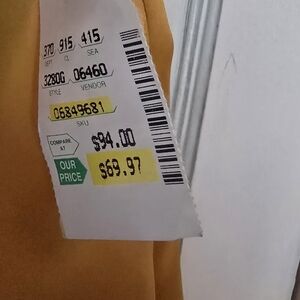 370 915 415
DEPT CL SEA
3280G 06460
STYLE VENDOR
06849681
SKU
COMPARE AT $94.00
OUR PRICE $69.97